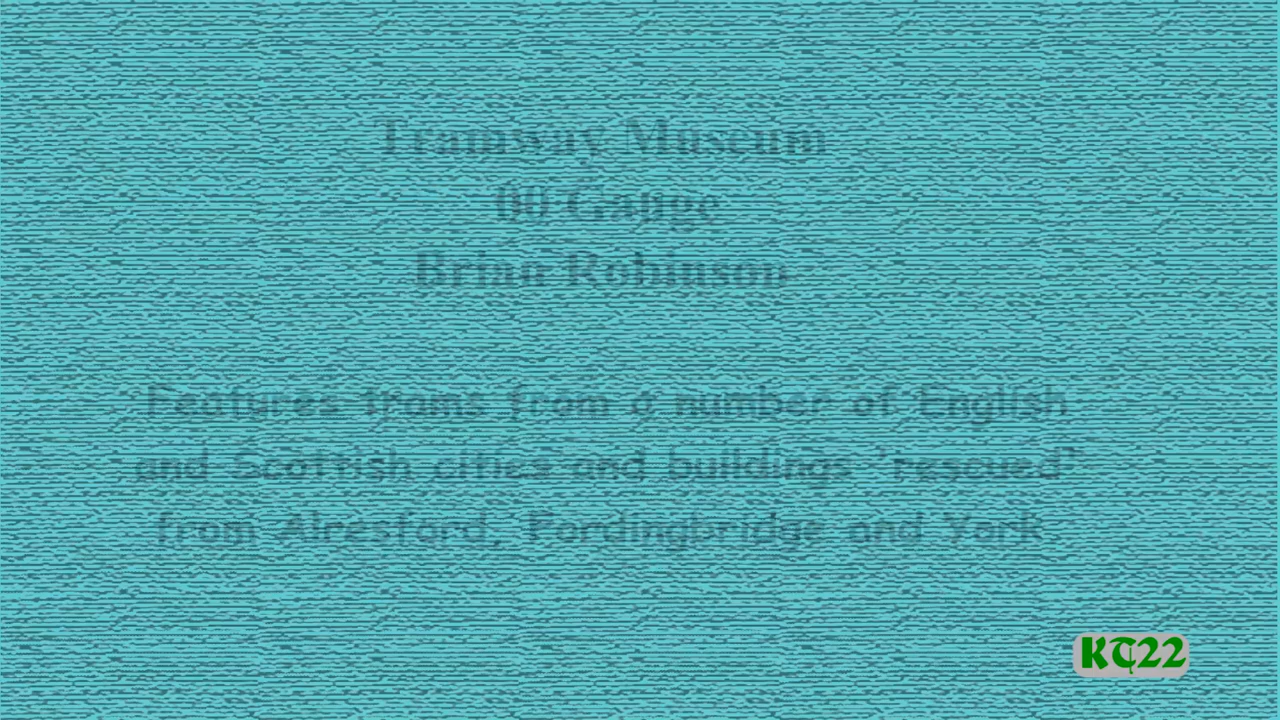 Tramway Museum
00 Gauge
Brian Robinson
Features trams from a number of English
and Scottish cities and buildings 'rescued'
from Alresford, Fordingbridge and York.
KT22